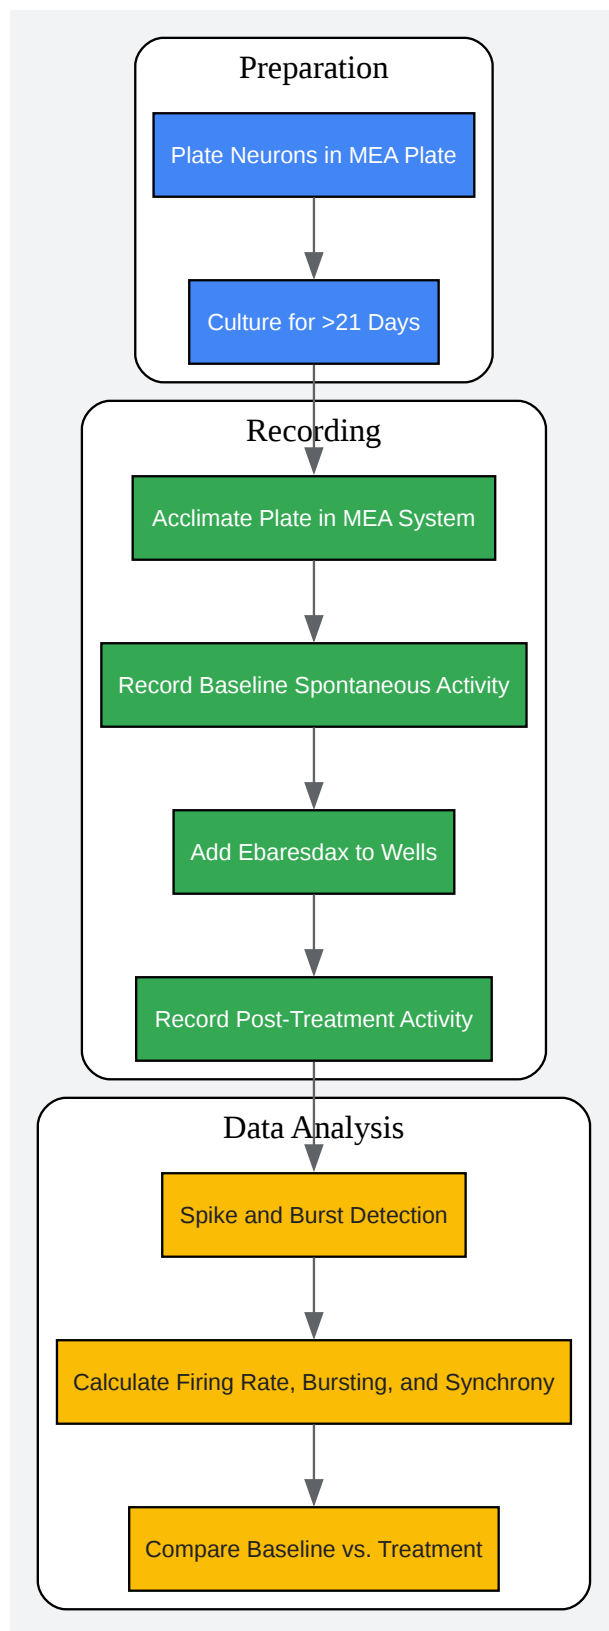 Preparation
Plate Neurons in MEA Plate
Culture for >21 Days
Recording
Acclimate Plate in MEA System
Record Baseline Spontaneous Activity
Add Ebaresdax to Wells
Record Post-Treatment Activity
Data Analysis
Spike and Burst Detection
Calculate Firing Rate, Bursting, and Synchrony
Compare Baseline vs. Treatment